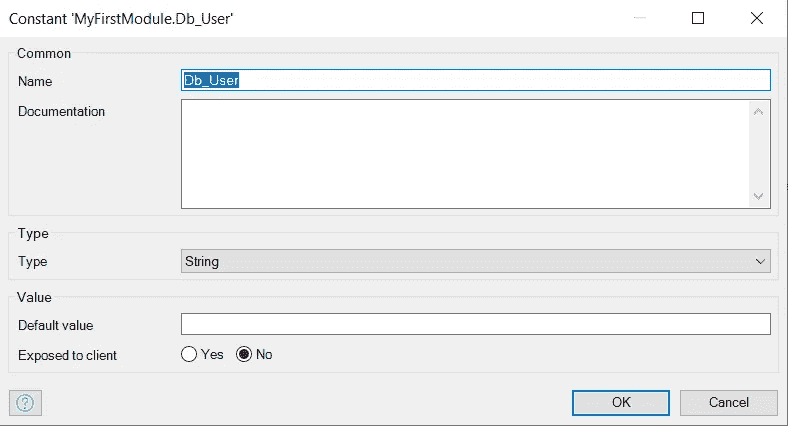 Constant 'MyFirstModule.Db_User'
Common
Name Db_User
Documentation
Type
Type String
Value
Default value
Exposed to client Yes No
? OK Cancel